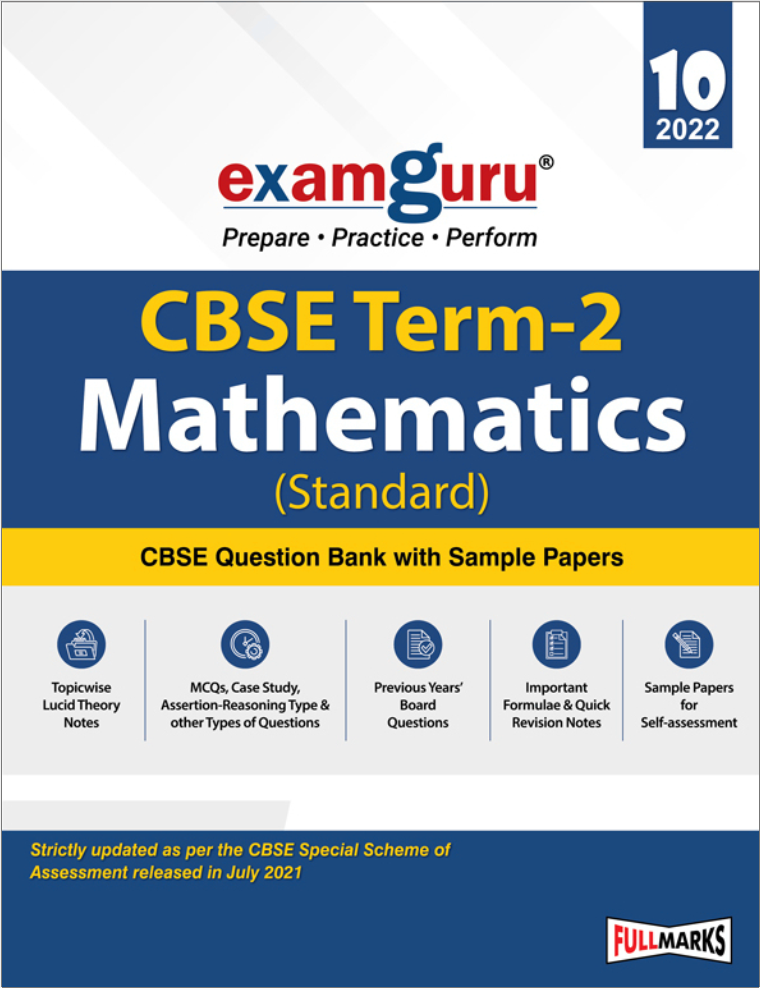 10
2022
examguru®
Prepare • Practice • Perform
CBSE Term-2
Mathematics
(Standard)
CBSE Question Bank with Sample Papers
Topicwise
Lucid Theory
Notes
MCQs, Case Study,
Assertion-Reasoning Type &
other Types of Questions
Previous Years'
Board
Questions
Important
Formulae & Quick
Revision Notes
Sample Papers
for
Self-assessment
Strictly updated as per the CBSE Special Scheme of
Assessment released in July 2021
FULLMARKS